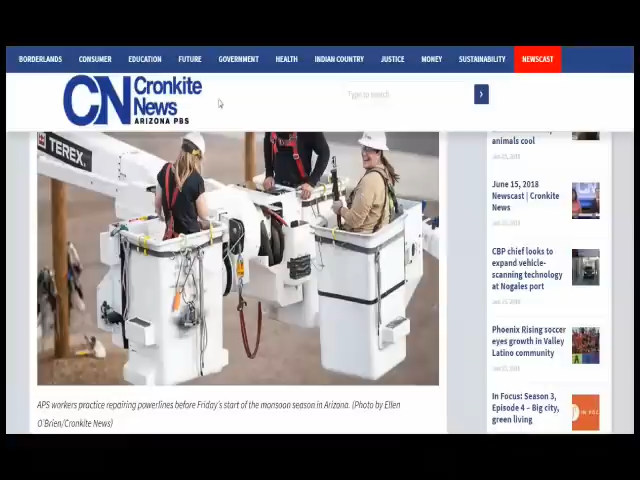 BORDERLANDS CONSUMER EDUCATION FUTURE GOVERNMENT HEALTH INDIAN COUNTRY JUSTICE MONEY SUSTAINABILITY NEWSCAST
CN Cronkite
News
ARIZONA PBS
Type to search
TEREX
APS workers practice repairing powerlines before Friday's start of the monsoon season in Arizona. (Photo by Ellen
O'Brien/Cronkite News)
animals cool
June 15, 2018
Newscast | Cronkite
News
CBP chief looks to
expand vehicle-
scanning technology
at Nogales port
Phoenix Rising soccer
eyes growth in Valley
Latino community
In Focus: Season 3,
Episode 4 – Big city,
green living